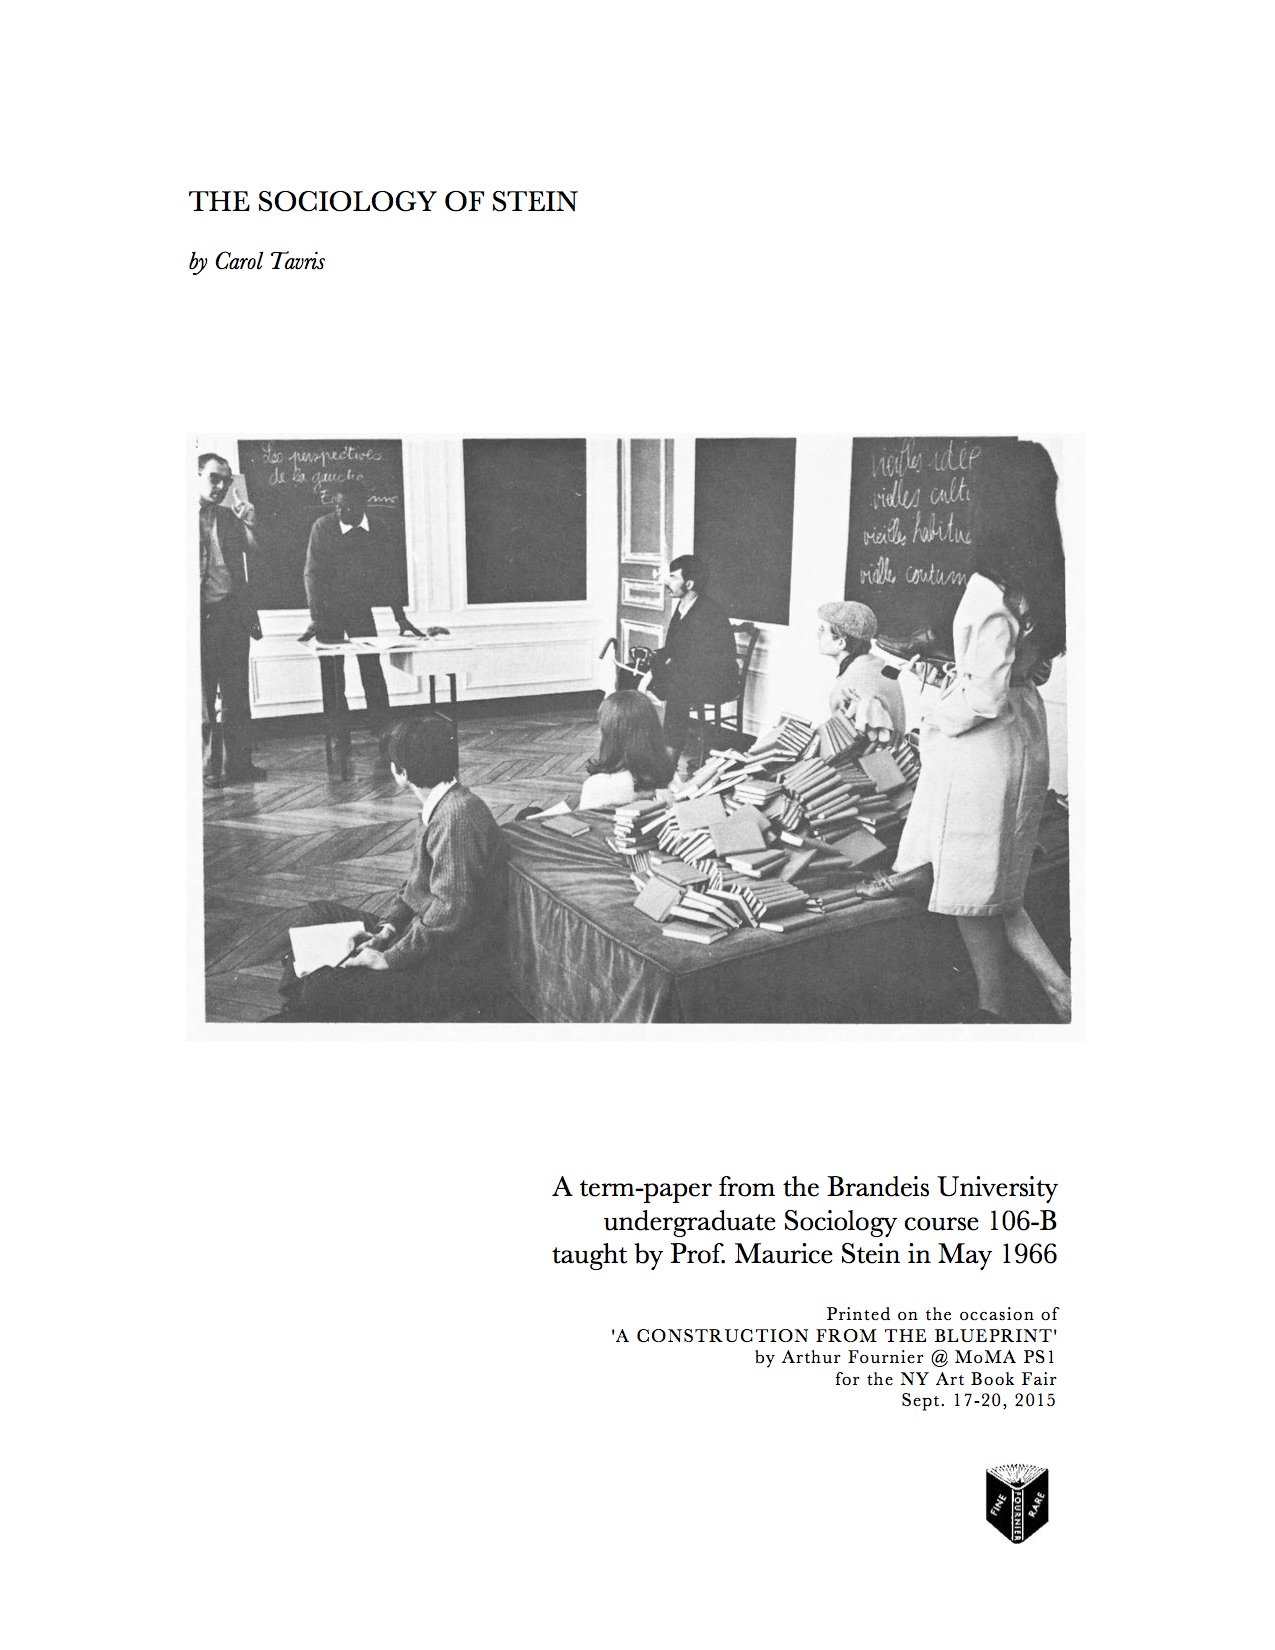 THE SOCIOLOGY OF STEIN
by Carol Tavris
Les perspectives
de la gauche
vieilles idée
vieilles cultu
vieilles habitud
vieille coutum
A term-paper from the Brandeis University
undergraduate Sociology course 106-B
taught by Prof. Maurice Stein in May 1966
Printed on the occasion of
'A CONSTRUCTION FROM THE BLUEPRINT'
by Arthur Fournier @ MoMA PS1
for the NY Art Book Fair
Sept. 17-20, 2015
FINE
FOURNIER
RARE